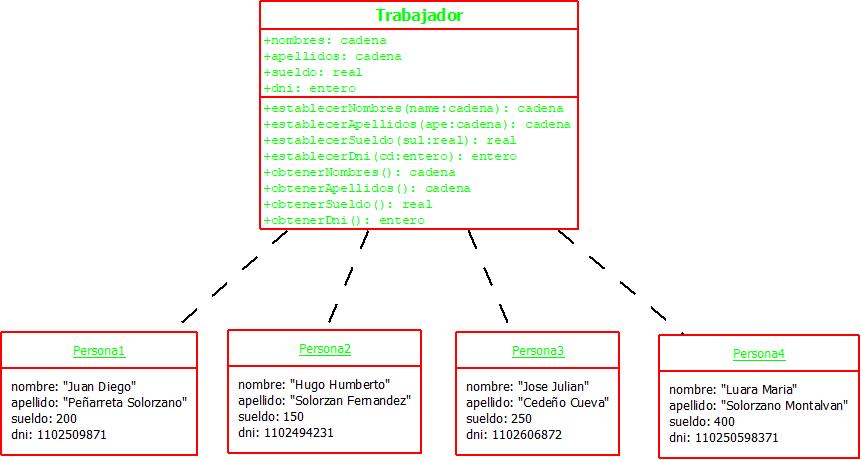 Trabajador
+nombres: cadena
+apellidos: cadena
+sueldo: real
+dni: entero
+establecerNombres(name:cadena): cadena
+establecerApellidos(ape:cadena): cadena
+establecerSueldo(sul:real): real
+establecerDni(cd:entero): entero
+obtenerNombres(): cadena
+obtenerApellidos(): cadena
+obtenerSueldo(): real
+obtenerDni(): entero
Persona1
nombre: "Juan Diego"
apellido: "Peñarreta Solorzano"
sueldo: 200
dni: 1102509871
Persona2
nombre: "Hugo Humberto"
apellido: "Solorzan Fernandez"
sueldo: 150
dni: 1102494231
Persona3
nombre: "Jose Julian"
apellido: "Cedeño Cueva"
sueldo: 250
dni: 1102606872
Persona4
nombre: "Luara Maria"
apellido: "Solorzano Montalvan"
sueldo: 400
dni: 110250598371